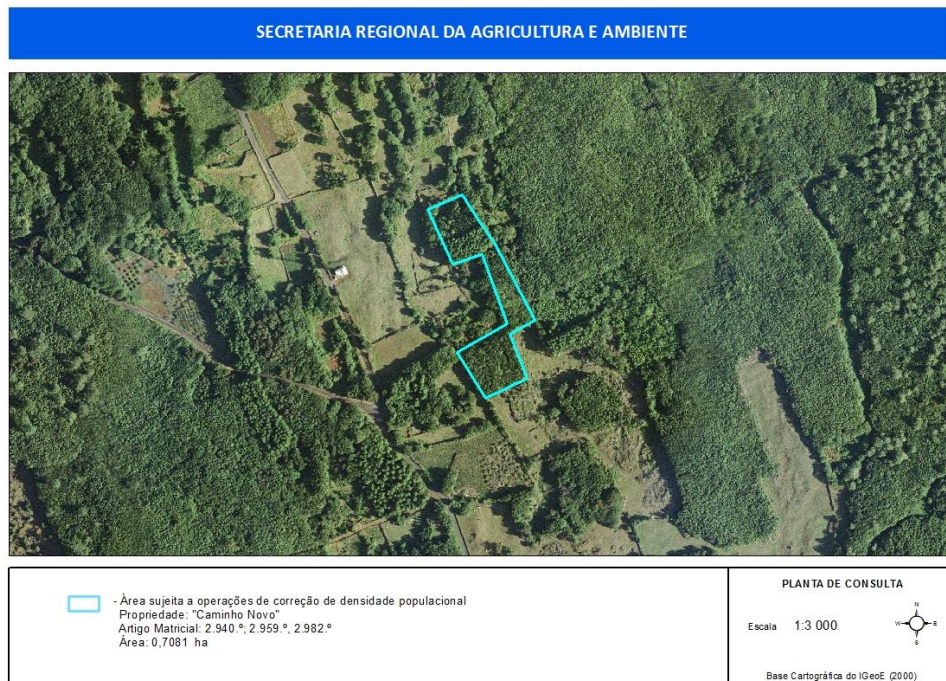 SECRETARIA REGIONAL DA AGRICULTURA E AMBIENTE
- Área sujeita a operações de correção de densidade populacional
Propriedade: "Caminho Novo"
Artigo Matricial: 2.940.º; 2.959.º, 2.982.º
Área: 0,7081 ha
PLANTA DE CONSULTA
Escala 1:3 000
N
W E
S
Base Cartográfica do IGeoE (2000)